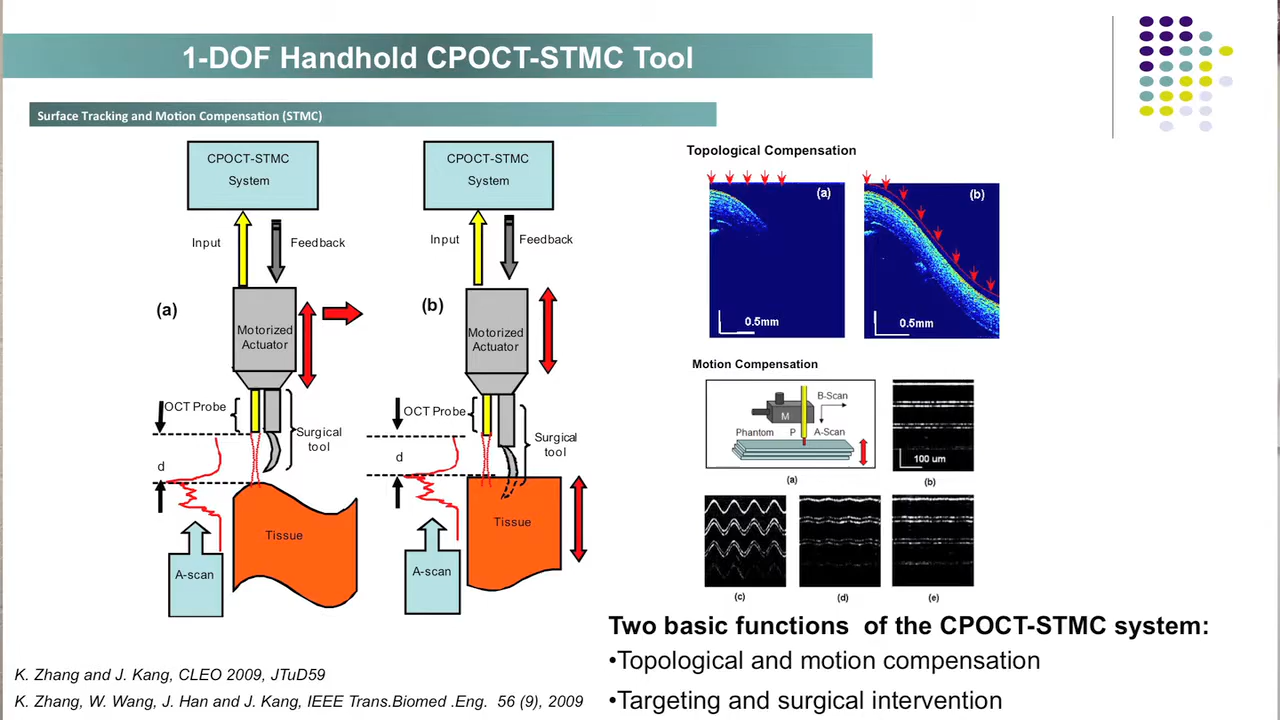 1-DOF Handhold CPOCT-STMC Tool
Surface Tracking and Motion Compensation (STMC)
CPOCT-STMC
System
Input
Feedback
(a)
Motorized
Actuator
OCT Probe
Surgical
tool
d
Tissue
A-scan
CPOCT-STMC
System
Input
Feedback
(b)
Motorized
Actuator
OCT Probe
Surgical
tool
d
Tissue
A-scan
Topological Compensation
(a)
0.5mm
(b)
0.5mm
Motion Compensation
B-Scan
M
Phantom
P
A-Scan
(a)
100 um
(b)
(c)
(d)
(e)
Two basic functions of the CPOCT-STMC system:
•Topological and motion compensation
•Targeting and surgical intervention
K. Zhang and J. Kang, CLEO 2009, JTuD59
K. Zhang, W. Wang, J. Han and J. Kang, IEEE Trans.Biomed .Eng. 56 (9), 2009